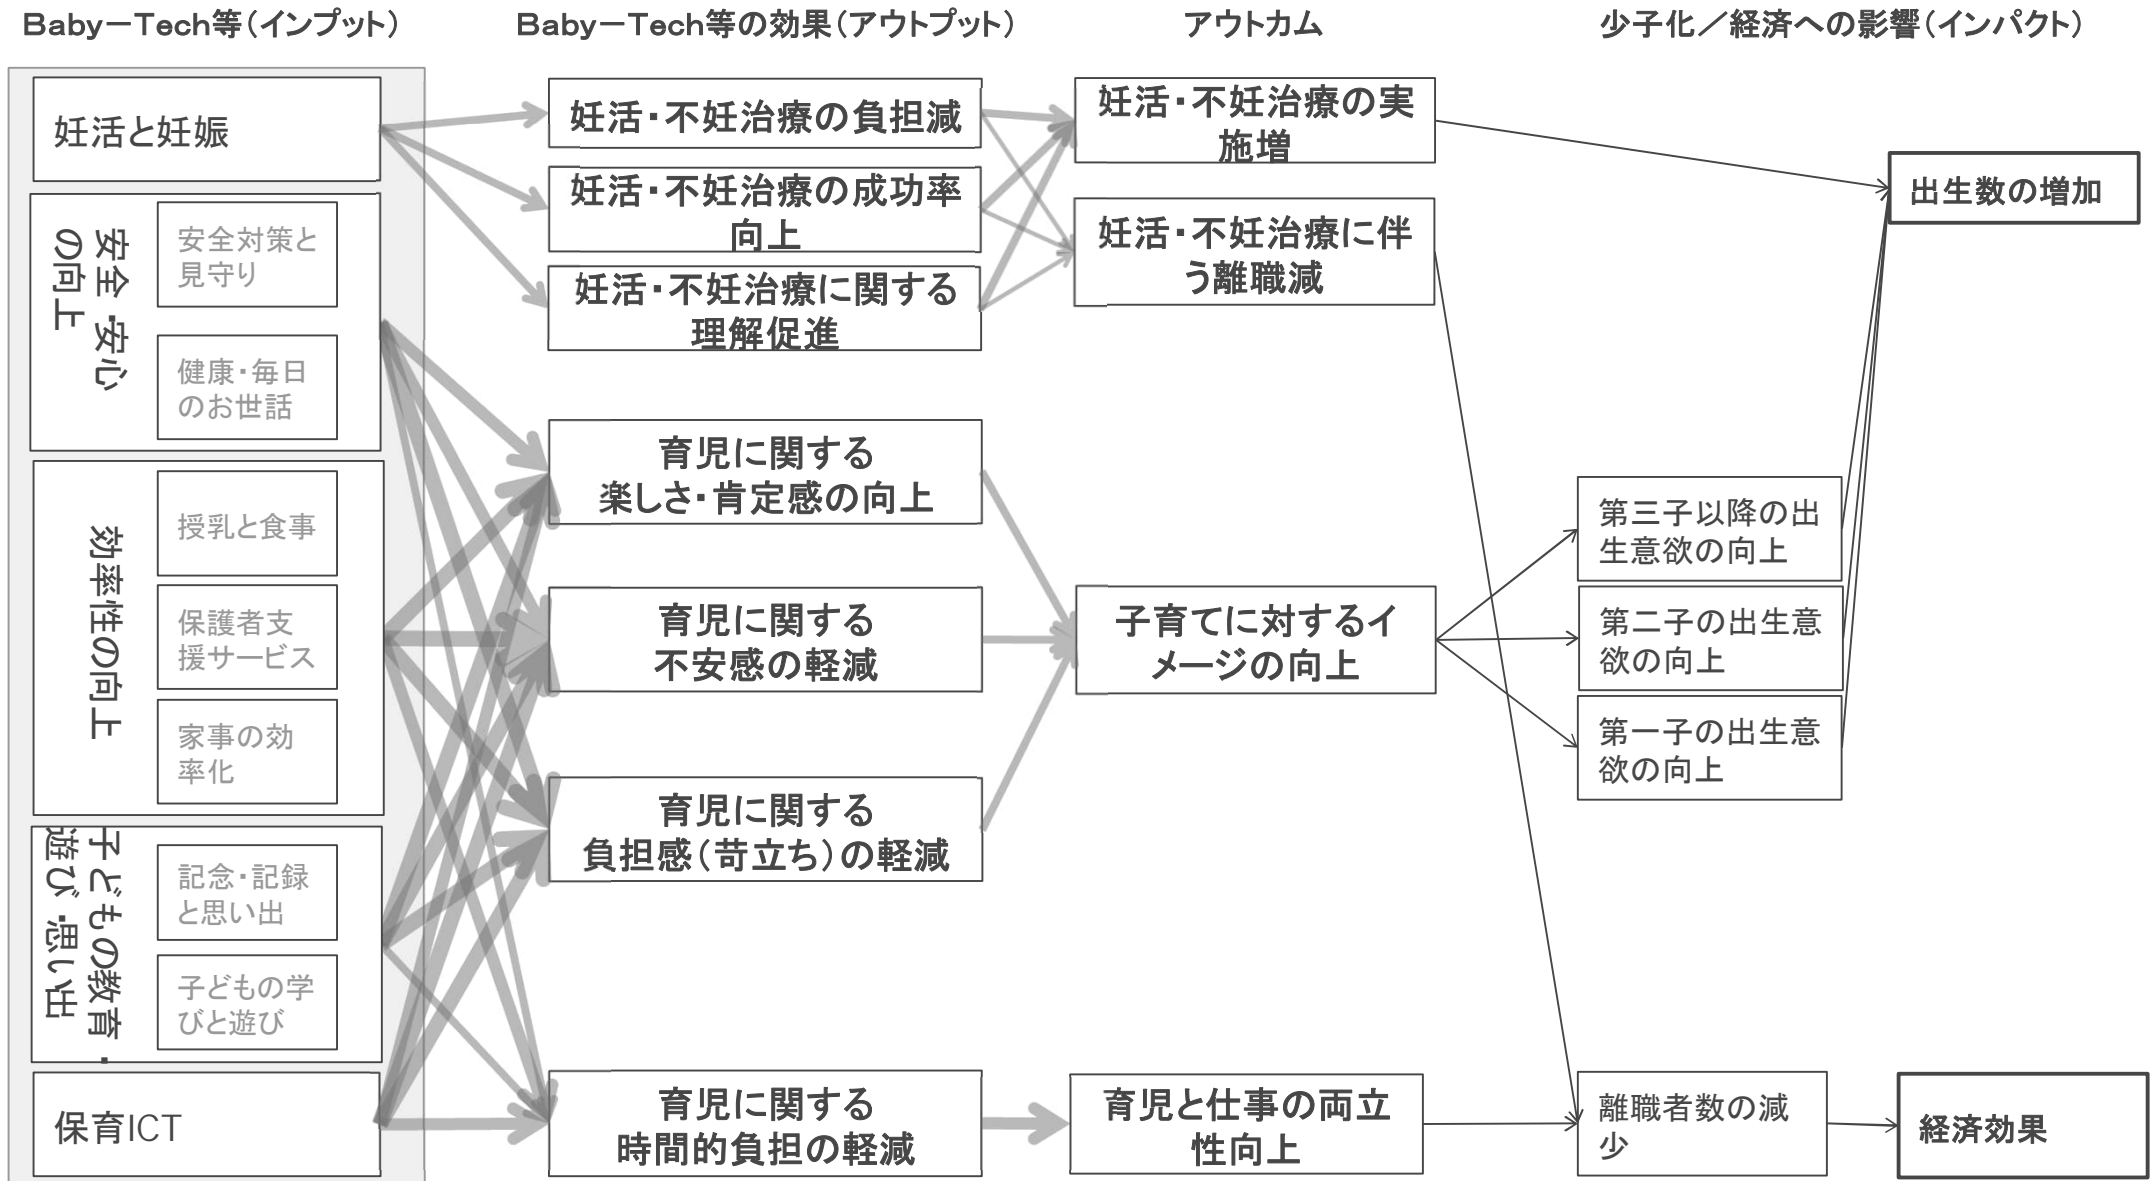 Baby－Tech等（インプット）
Baby－Tech等の効果（アウトプット）
アウトカム
少子化／経済への影響（インパクト）
妊活と妊娠
安全・安心
の向上
安全対策と
見守り
健康・毎日
のお世話
効率性の向上
授乳と食事
保護者支
援サービス
家事の効
率化
子どもの教育・
遊び・思い出
記念・記録
と思い出
子どもの学
びと遊び
保育ICT
妊活・不妊治療の負担減
妊活・不妊治療の成功率
向上
妊活・不妊治療に関する
理解促進
育児に関する
楽しさ・肯定感の向上
育児に関する
不安感の軽減
育児に関する
負担感（苛立ち）の軽減
育児に関する
時間的負担の軽減
妊活・不妊治療の実
施増
妊活・不妊治療に伴
う離職減
子育てに対するイ
メージの向上
育児と仕事の両立
性向上
第三子以降の出
生意欲の向上
第二子の出生意
欲の向上
第一子の出生意
欲の向上
離職者数の減
少
出生数の増加
経済効果